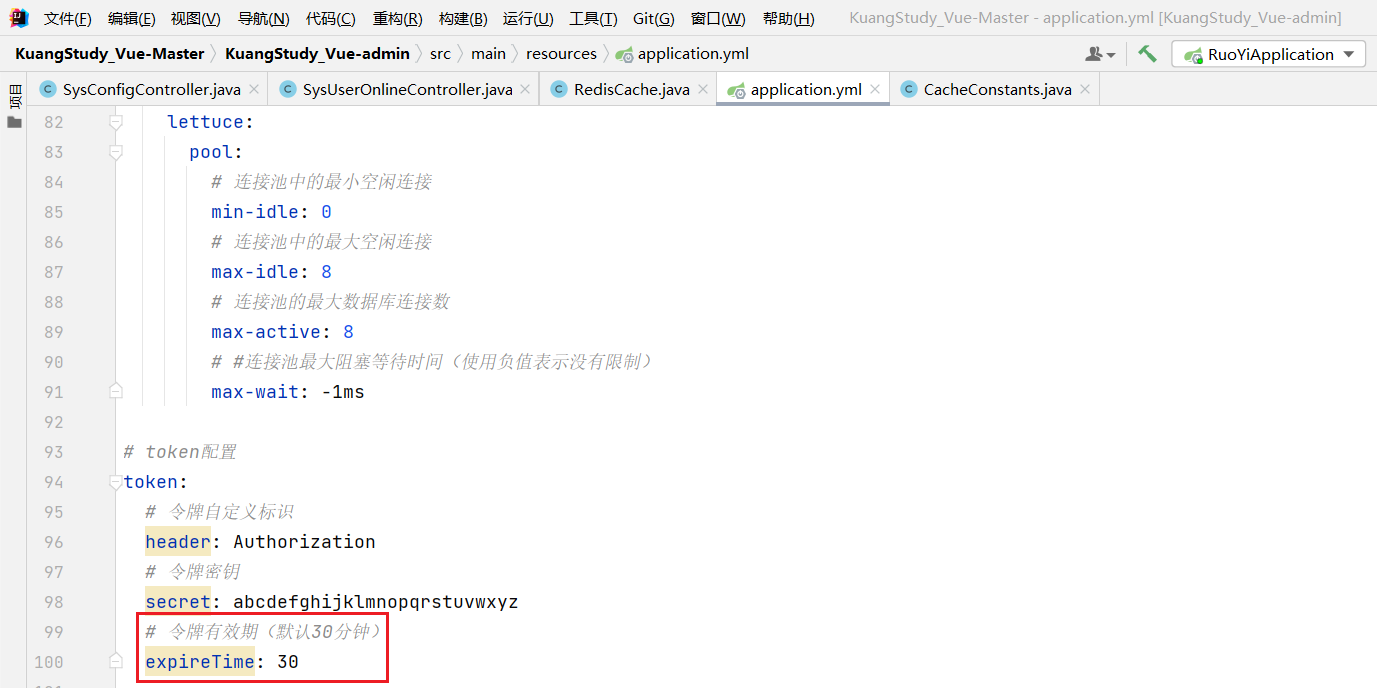 文件(F) 编辑(E) 视图(V) 导航(N) 代码(C) 重构(R) 构建(B) 运行(U) 工具(T) Git(G) 窗口(W) 帮助(H) KuangStudy_Vue-Master - application.yml [KuangStudy_Vue-admin]
KuangStudy_Vue-Master KuangStudy_Vue-admin src main resources application.yml RuoYiApplication
项目 SysConfigController.java SysUserOnlineController.java RedisCache.java application.yml CacheConstants.java
82 lettuce:
83 pool:
84 # 连接池中的最小空闲连接
85 min-idle: 0
86 # 连接池中的最大空闲连接
87 max-idle: 8
88 # 连接池的最大数据库连接数
89 max-active: 8
90 # #连接池最大阻塞等待时间（使用负值表示没有限制）
91 max-wait: -1ms
92
93 # token配置
94 token:
95 # 令牌自定义标识
96 header: Authorization
97 # 令牌密钥
98 secret: abcdefghijklmnopqrstuvwxyz
99 # 令牌有效期（默认30分钟）
100 expireTime: 30